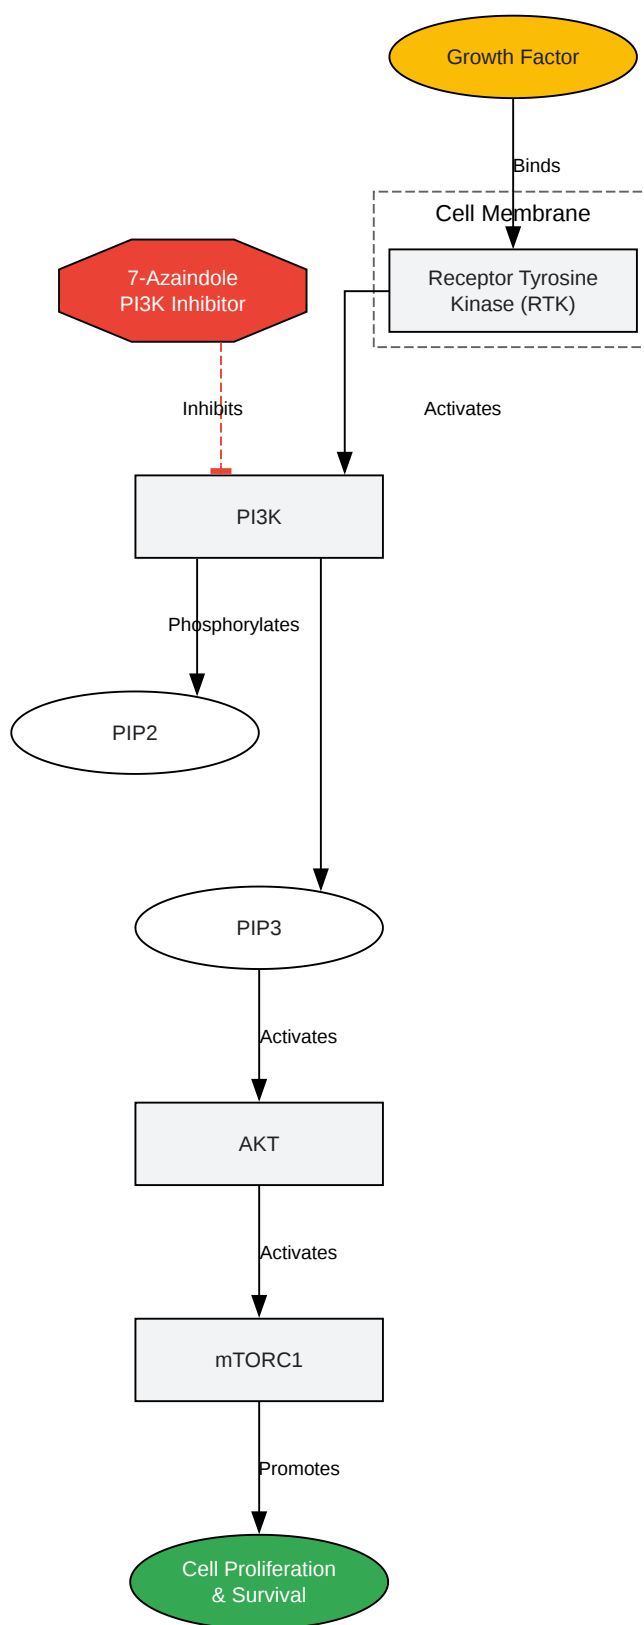 Growth Factor
Binds
Cell Membrane
Receptor Tyrosine
Kinase (RTK)
7-Azaindole
PI3K Inhibitor
Inhibits
Activates
PI3K
Phosphorylates
PIP2
PIP3
Activates
AKT
Activates
mTORC1
Promotes
Cell Proliferation
& Survival